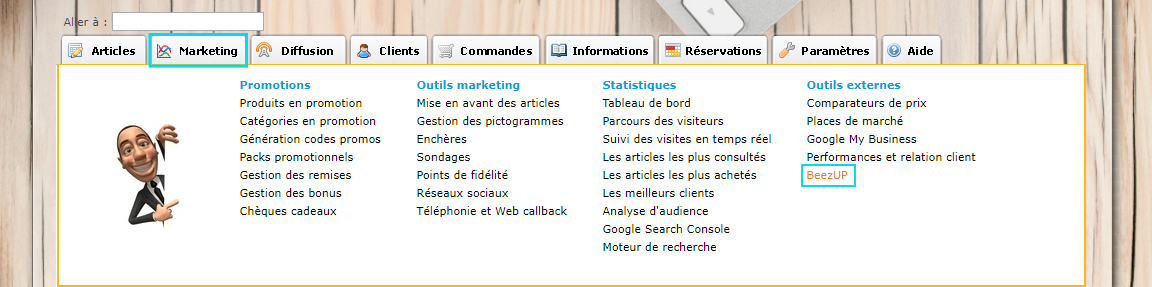 Aller à :
Articles
Marketing
Diffusion
Clients
Commandes
Informations
Réservations
Paramètres
Aide
Promotions
Produits en promotion
Catégories en promotion
Génération codes promos
Packs promotionnels
Gestion des remises
Gestion des bonus
Chèques cadeaux
Outils marketing
Mise en avant des articles
Gestion des pictogrammes
Enchères
Sondages
Points de fidélité
Réseaux sociaux
Téléphonie et Web callback
Statistiques
Tableau de bord
Parcours des visiteurs
Suivi des visites en temps réel
Les articles les plus consultés
Les articles les plus achetés
Les meilleurs clients
Analyse d'audience
Google Search Console
Moteur de recherche
Outils externes
Comparateurs de prix
Places de marché
Google My Business
Performances et relation client
BeezUP